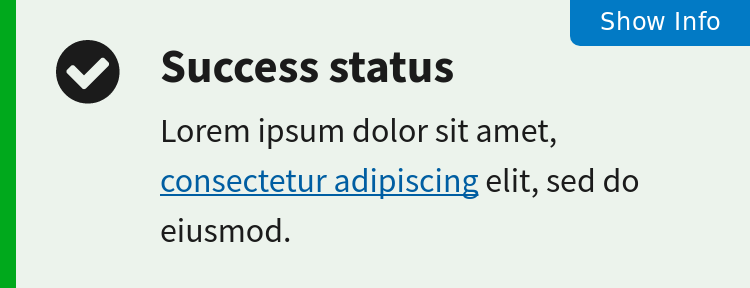 Show Info
Success status
Lorem ipsum dolor sit amet,
consectetur adipiscing elit, sed do
eiusmod.